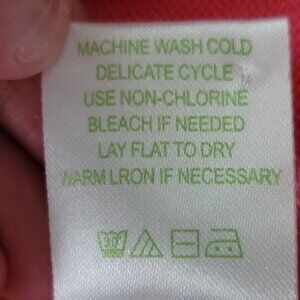 MACHINE WASH COLD
DELICATE CYCLE
USE NON-CHLORINE
BLEACH IF NEEDED
LAY FLAT TO DRY
WARM LRON IF NECESSARY